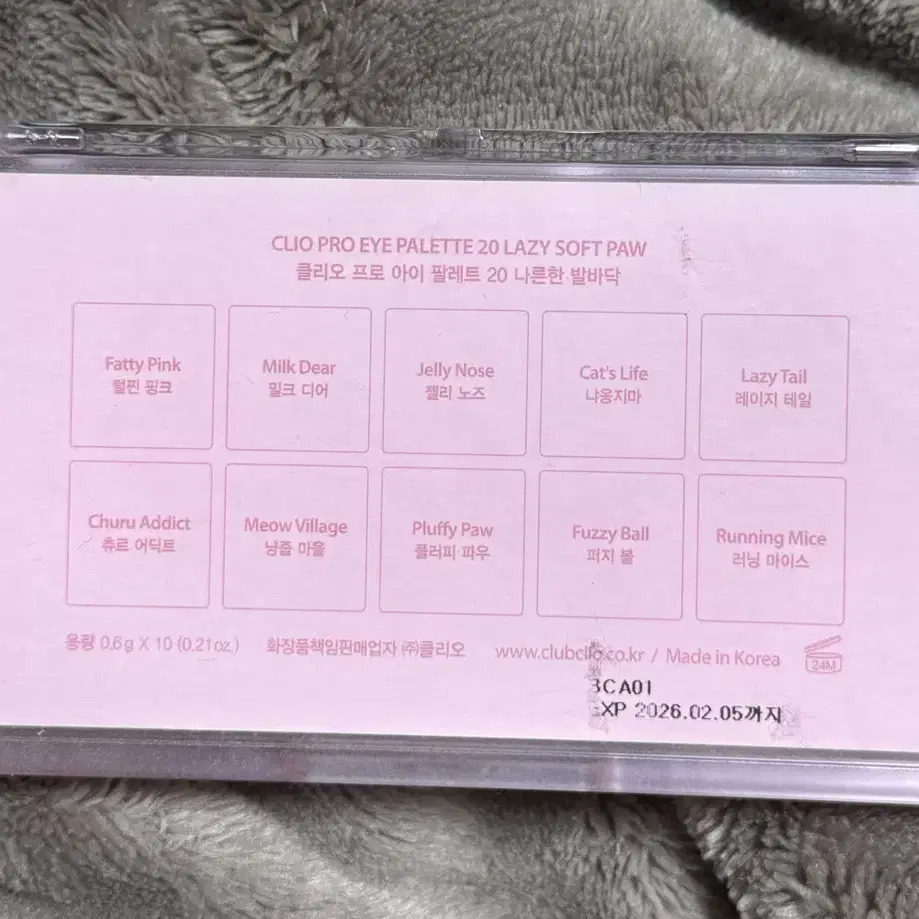 CLIO PRO EYE PALETTE 20 LAZY SOFT PAW
클리오 프로 아이 팔레트 20 나른한 발바닥
Fatty Pink
털찐 핑크
Milk Dear
밀크 디어
Jelly Nose
젤리 노즈
Cat's Life
냐옹지마
Lazy Tail
레이지 테일
Churu Addict
츄르 어딕트
Meow Village
냥줍 마을
Pluffy Paw
플러피 파우
Fuzzy Ball
퍼지 볼
Running Mice
러닝 마이스
용량 0.6g X 10 (0.21oz.) 화장품책임판매업자 ㈜클리오 www.clubclio.co.kr / Made in Korea 24M
3CA01
EXP 2026.02.05까지